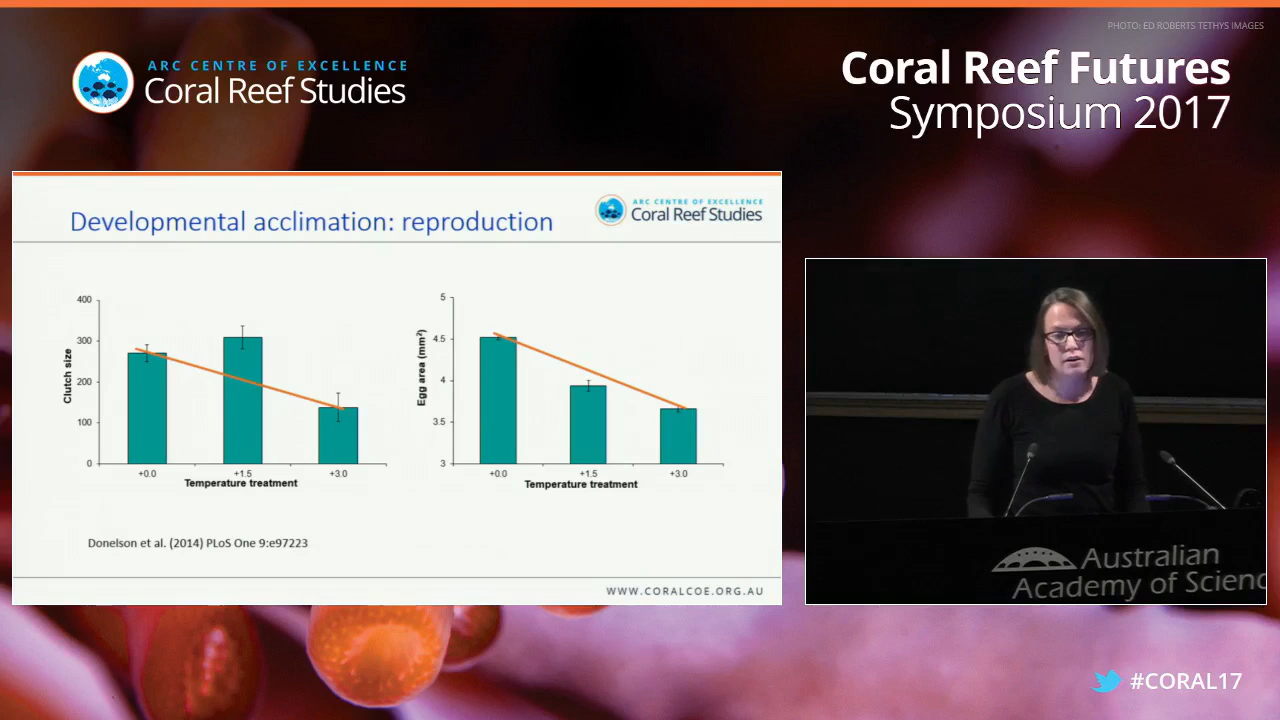 PHOTO: ED ROBERTS TETHYS IMAGES
ARC CENTRE OF EXCELLENCE
Coral Reef Studies
Coral Reef Futures
Symposium 2017
Developmental acclimation: reproduction
ARC CENTRE OF EXCELLENCE
Coral Reef Studies
400
300
200
100
0
Clutch size
+0.0 +1.5 +3.0
Temperature treatment
5
4.5
4
3.5
3
Egg area (mm²)
+0.0 +1.5 +3.0
Temperature treatment
Donelson et al. (2014) PLoS One 9:e97223
WWW.CORALCOE.ORG.AU
Australian
Academy of Scienc
#CORAL17